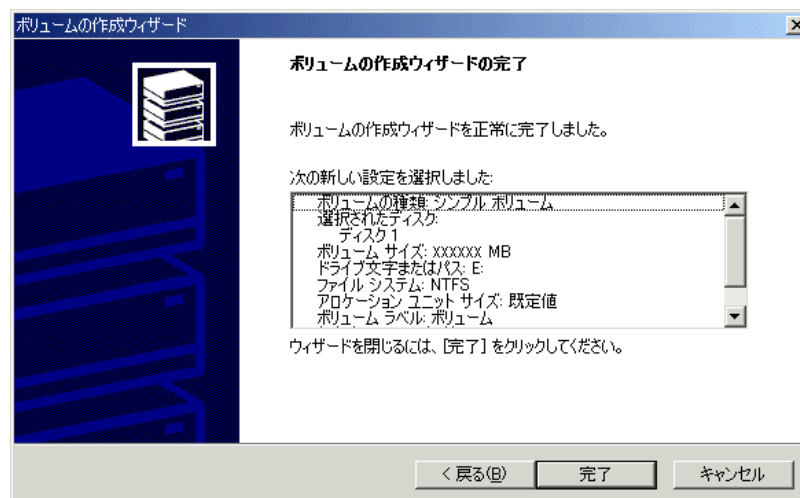 ボリュームの作成ウィザード
ボリュームの作成ウィザードの完了
ボリュームの作成ウィザードを正常に完了しました。
次の新しい設定を選択しました:
ボリュームの種類: シンプル ボリューム
選択されたディスク:
ディスク 1
ボリューム サイズ: xxxxxx MB
ドライブ文字またはパス: E:
ファイル システム: NTFS
アロケーション ユニット サイズ: 既定値
ボリューム ラベル: ボリューム
ウィザードを閉じるには、[完了] をクリックしてください。
< 戻る(B)
完了
キャンセル